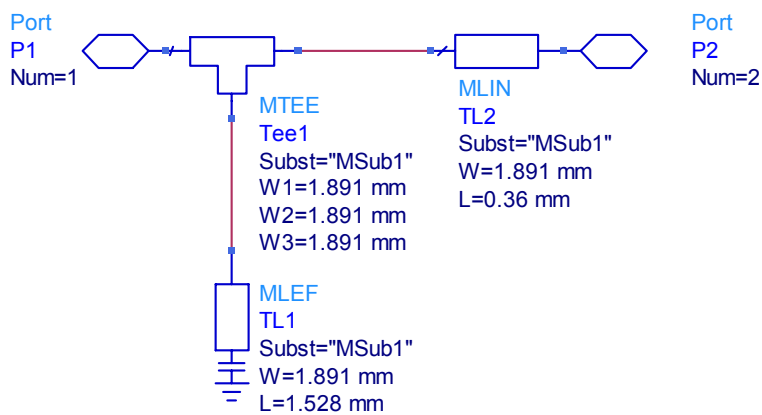 Port
P1
Num=1
Port
P2
Num=2
MTEE
Tee1
Subst="MSub1"
W1=1.891 mm
W2=1.891 mm
W3=1.891 mm
MLIN
TL2
Subst="MSub1"
W=1.891 mm
L=0.36 mm
MLEF
TL1
Subst="MSub1"
W=1.891 mm
L=1.528 mm